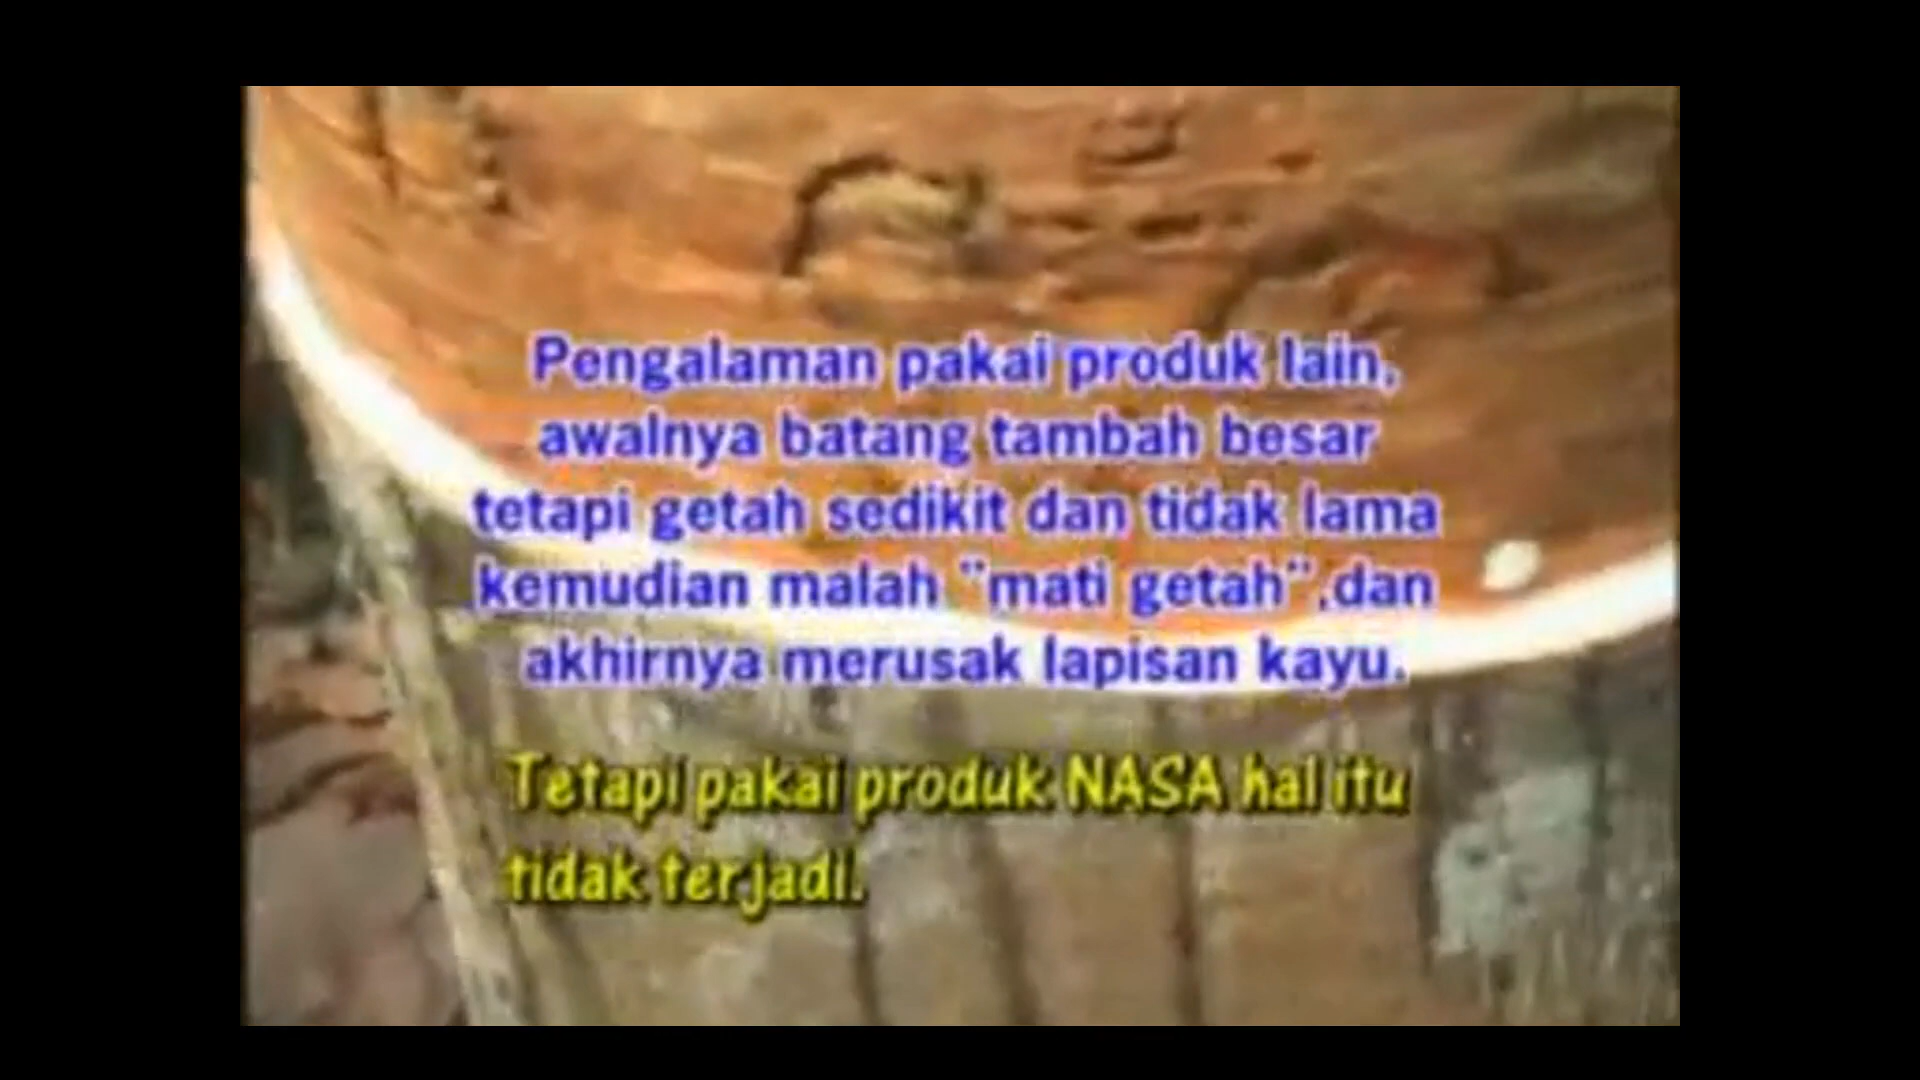 Pengalaman pakai produk lain,
awalnya batang tambah besar
tetapi getah sedikit dan tidak lama
kemudian malah "mati getah",dan
akhirnya merusak lapisan kayu.
Tetapi pakai produk NASA hal itu
tidak terjadi.